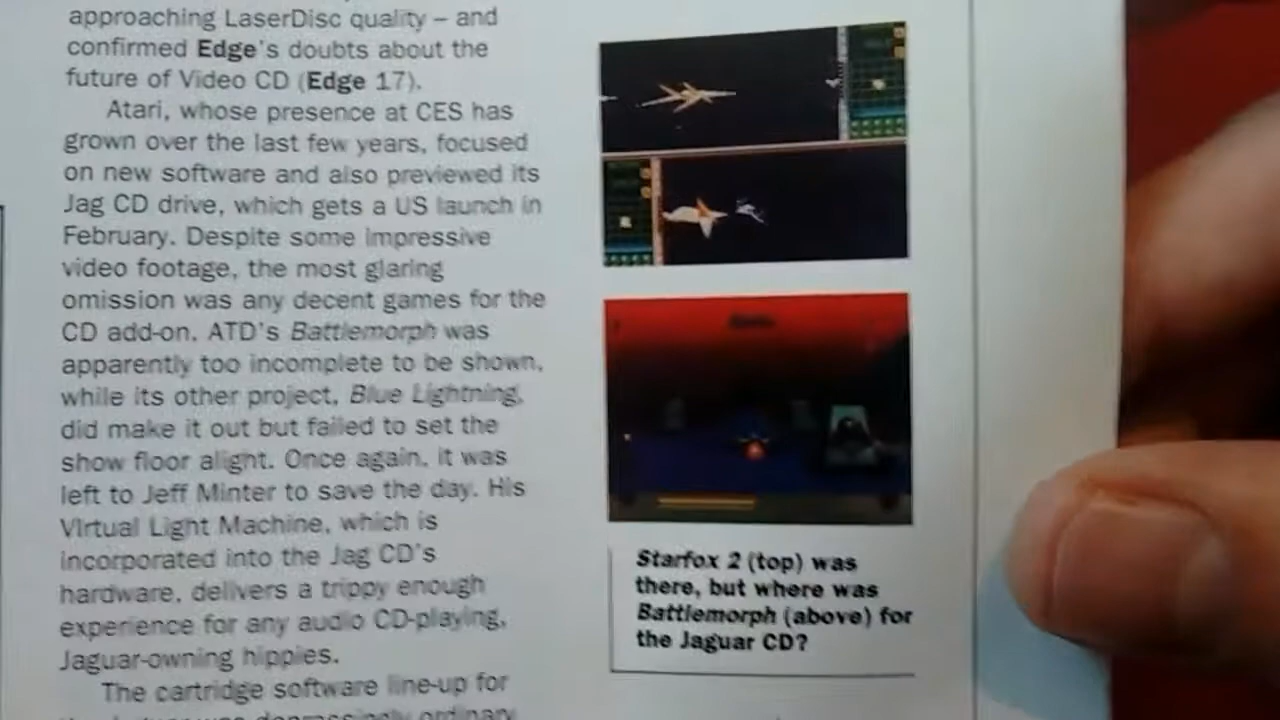 approaching LaserDisc quality – and
confirmed Edge's doubts about the
future of Video CD (Edge 17).
Atari, whose presence at CES has
grown over the last few years, focused
on new software and also previewed its
Jag CD drive, which gets a US launch in
February. Despite some impressive
video footage, the most glaring
omission was any decent games for the
CD add-on. ATD's Battlemorph was
apparently too incomplete to be shown,
while its other project, Blue Lightning,
did make it out but failed to set the
show floor alight. Once again, it was
left to Jeff Minter to save the day. His
Virtual Light Machine, which is
incorporated into the Jag CD's
hardware, delivers a trippy enough
experience for any audio CD-playing,
Jaguar-owning hippies.
The cartridge software line-up for
depressingly ordinary
Starfox 2 (top) was
there, but where was
Battlemorph (above) for
the Jaguar CD?